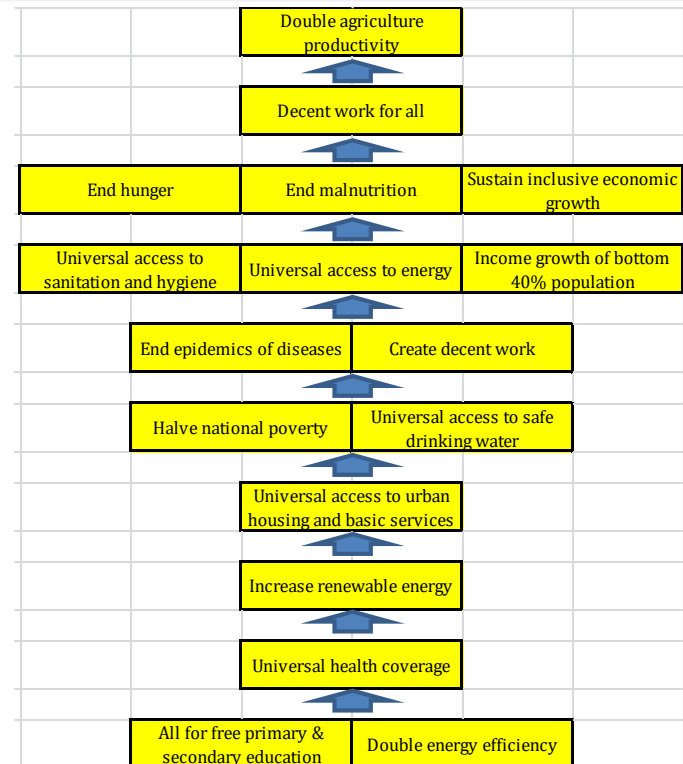 Double agriculture
productivity
Decent work for all
End hunger
End malnutrition
Sustain inclusive economic
growth
Universal access to
sanitation and hygiene
Universal access to energy
Income growth of bottom
40% population
End epidemics of diseases
Create decent work
Halve national poverty
Universal access to safe
drinking water
Universal access to urban
housing and basic services
Increase renewable energy
Universal health coverage
All for free primary &
secondary education
Double energy efficiency